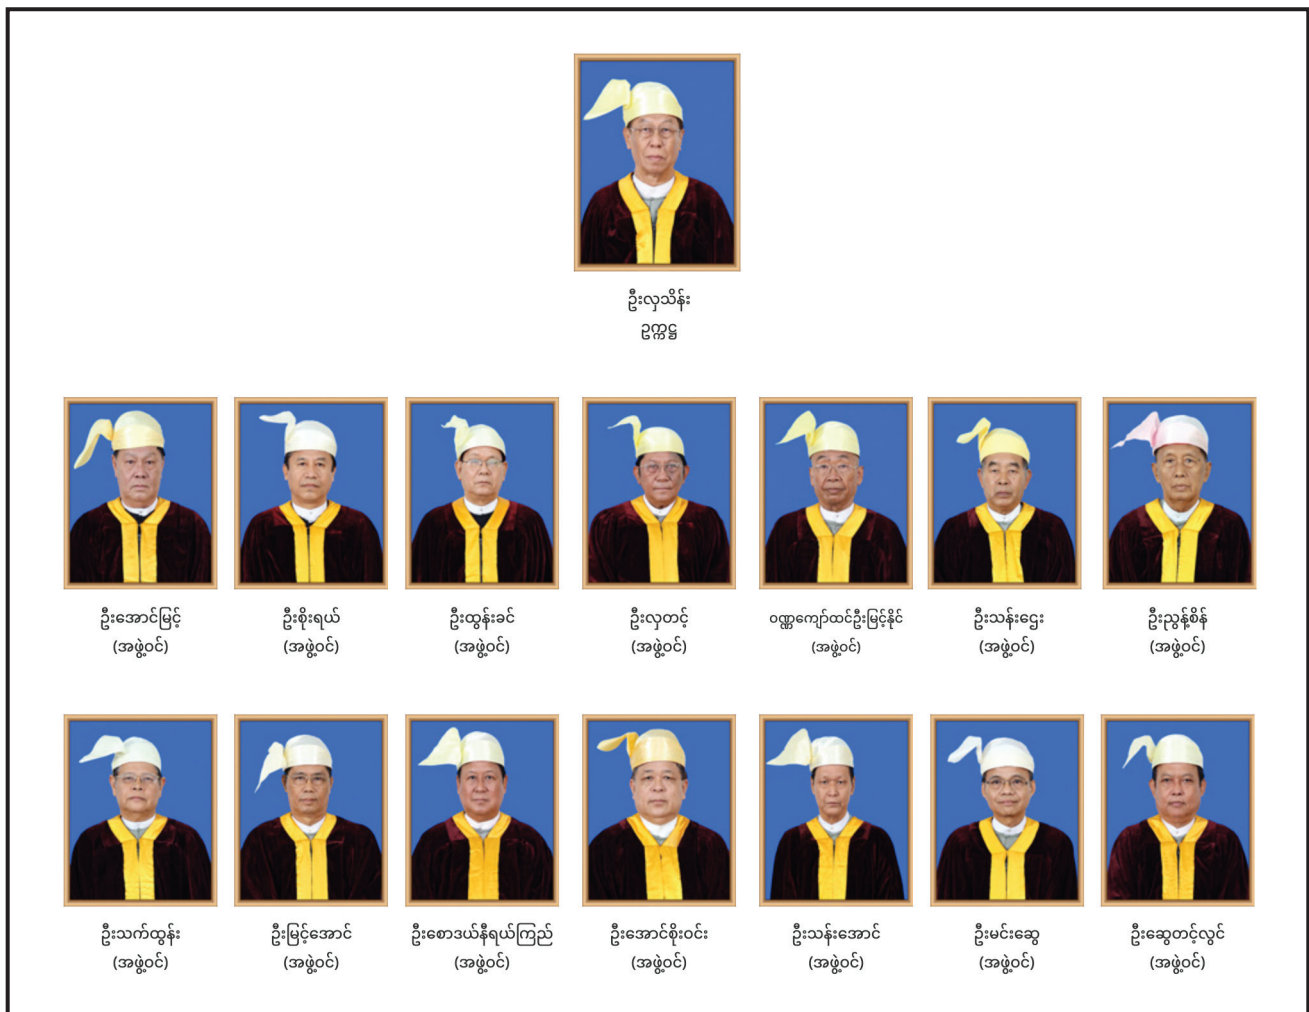 ဦးလှသိန်း
ဥက္ကဋ္ဌ
ဦးအောင်မြင့်
(အဖွဲ့ဝင်)
ဦးစိုးရယ်
(အဖွဲ့ဝင်)
ဦးထွန်းခင်
(အဖွဲ့ဝင်)
ဦးလှတင့်
(အဖွဲ့ဝင်)
ဝဏ္ဏကျော်ထင်ဦးမြင့်နိုင်
(အဖွဲ့ဝင်)
ဦးသန်းဌေး
(အဖွဲ့ဝင်)
ဦးညွန့်စိန်
(အဖွဲ့ဝင်)
ဦးသက်ထွန်း
(အဖွဲ့ဝင်)
ဦးမြင့်အောင်
(အဖွဲ့ဝင်)
ဦးစောဒယ်နီရယ်ကြည်
(အဖွဲ့ဝင်)
ဦးအောင်စိုးဝင်း
(အဖွဲ့ဝင်)
ဦးသန်းအောင်
(အဖွဲ့ဝင်)
ဦးမင်းဆွေ
(အဖွဲ့ဝင်)
ဦးဆွေတင့်လွင်
(အဖွဲ့ဝင်)